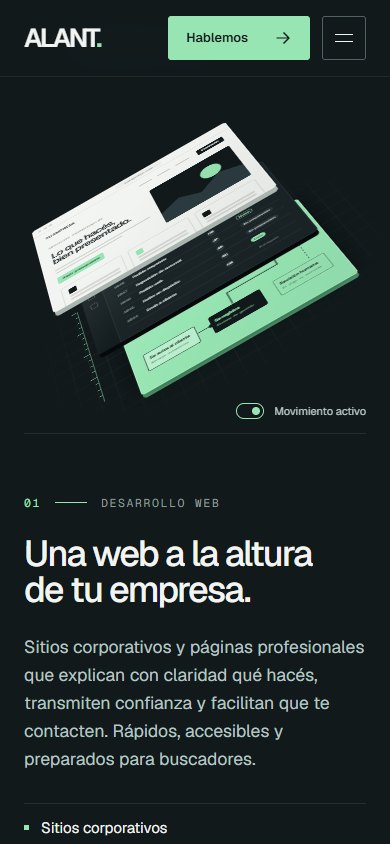 ALANT.
Hablemos
Lo que hacés,
bien presentado.
Movimiento activo
01 DESARROLLO WEB
Una web a la altura
de tu empresa.
Sitios corporativos y páginas profesionales
que explican con claridad qué hacés,
transmiten confianza y facilitan que te
contacten. Rápidos, accesibles y
preparados para buscadores.
Sitios corporativos